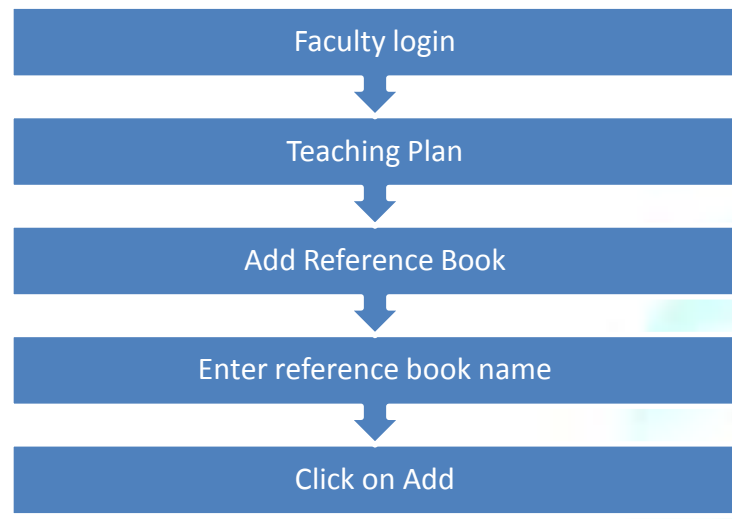 Faculty login
Teaching Plan
Add Reference Book
Enter reference book name
Click on Add